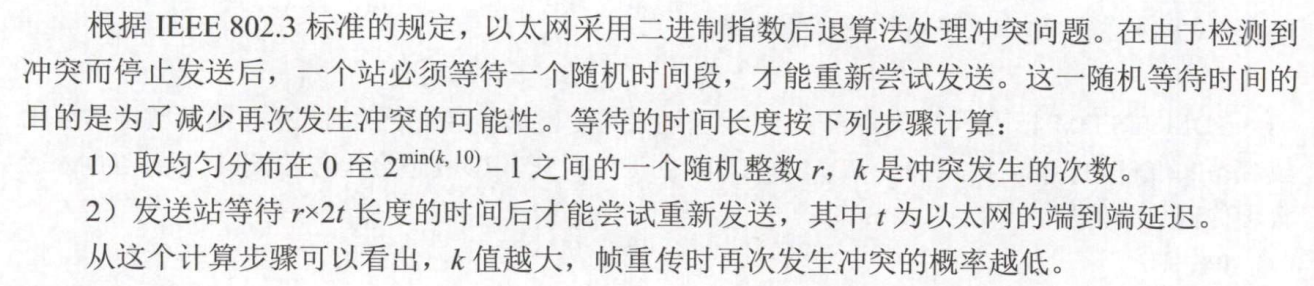 根据 IEEE 802.3 标准的规定，以太网采用二进制指数后退算法处理冲突问题。在由于检测到
冲突而停止发送后，一个站必须等待一个随机时间段，才能重新尝试发送。这一随机等待时间的
目的是为了减少再次发生冲突的可能性。等待的时间长度按下列步骤计算：
1）取均匀分布在 0 至 2^min(k, 10) −1 之间的一个随机整数 r，k 是冲突发生的次数。
2）发送站等待 r×2t 长度的时间后才能尝试重新发送，其中 t 为以太网的端到端延迟。
从这个计算步骤可以看出，k 值越大，帧重传时再次发生冲突的概率越低。